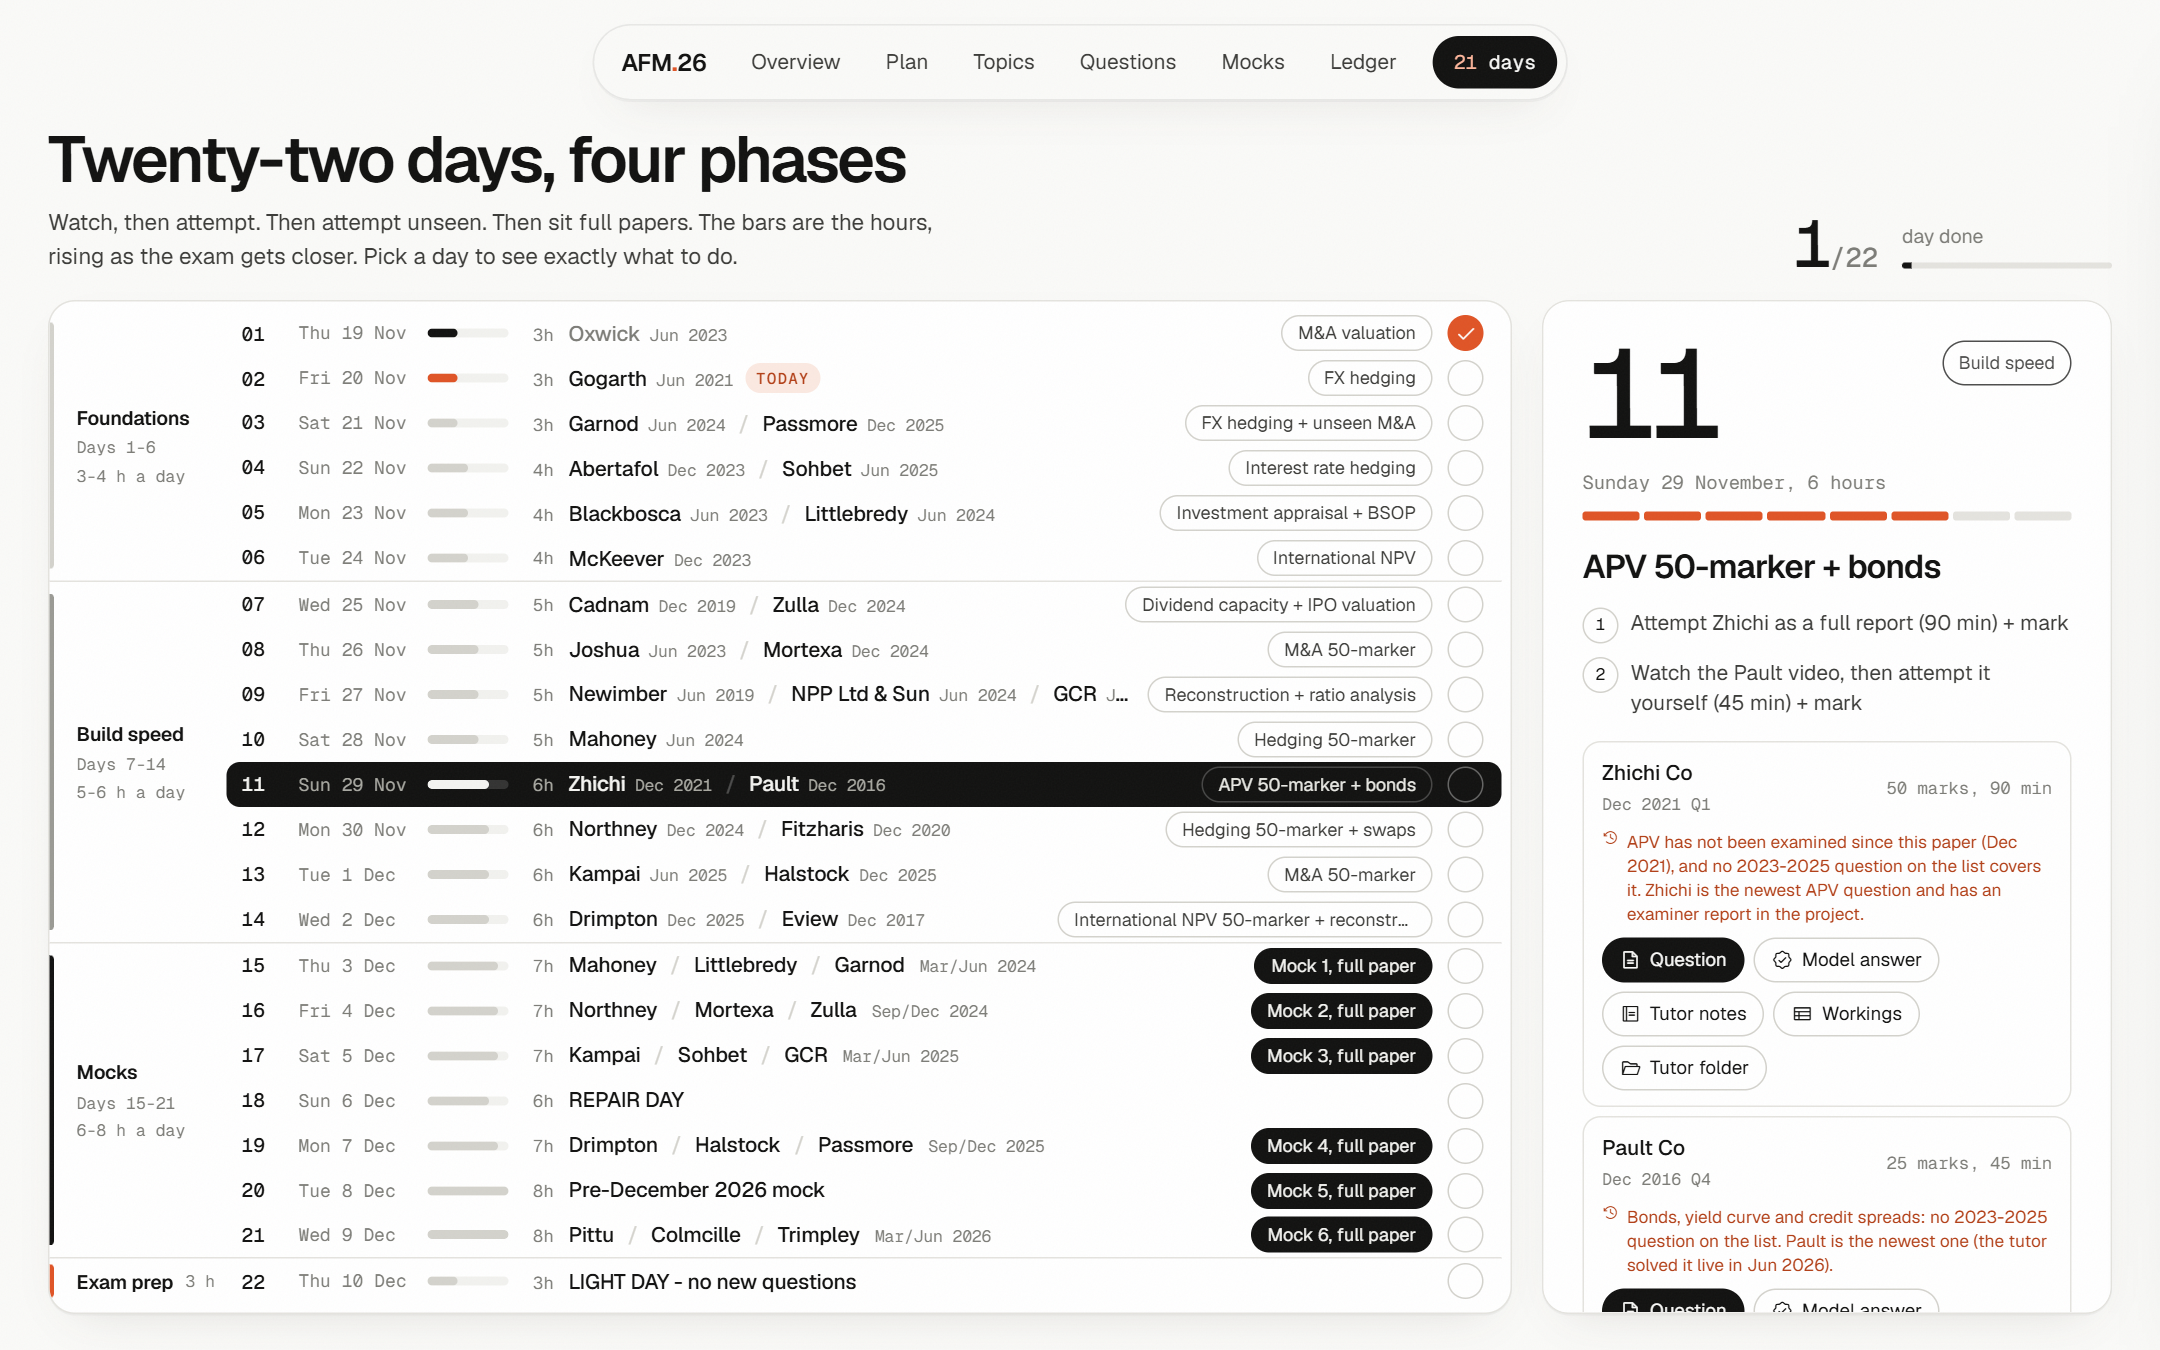 AFM.26 Overview Plan Topics Questions Mocks Ledger 21 days
Twenty-two days, four phases
Watch, then attempt. Then attempt unseen. Then sit full papers. The bars are the hours,
rising as the exam gets closer. Pick a day to see exactly what to do.
1/22 day done
Foundations
Days 1-6
3-4 h a day
01 Thu 19 Nov 3h Oxwick Jun 2023 M&A valuation
02 Fri 20 Nov 3h Gogarth Jun 2021 TODAY FX hedging
03 Sat 21 Nov 3h Garnod Jun 2024 / Passmore Dec 2025 FX hedging + unseen M&A
04 Sun 22 Nov 4h Abertafol Dec 2023 / Sohbet Jun 2025 Interest rate hedging
05 Mon 23 Nov 4h Blackbosca Jun 2023 / Littlebredy Jun 2024 Investment appraisal + BSOP
06 Tue 24 Nov 4h McKeever Dec 2023 International NPV
Build speed
Days 7-14
5-6 h a day
07 Wed 25 Nov 5h Cadnam Dec 2019 / Zulla Dec 2024 Dividend capacity + IPO valuation
08 Thu 26 Nov 5h Joshua Jun 2023 / Mortexa Dec 2024 M&A 50-marker
09 Fri 27 Nov 5h Newimber Jun 2019 / NPP Ltd & Sun Jun 2024 / GCR J... Reconstruction + ratio analysis
10 Sat 28 Nov 5h Mahoney Jun 2024 Hedging 50-marker
11 Sun 29 Nov 6h Zhichi Dec 2021 / Pault Dec 2016 APV 50-marker + bonds
12 Mon 30 Nov 6h Northney Dec 2024 / Fitzharis Dec 2020 Hedging 50-marker + swaps
13 Tue 1 Dec 6h Kampai Jun 2025 / Halstock Dec 2025 M&A 50-marker
14 Wed 2 Dec 6h Drimpton Dec 2025 / Eview Dec 2017 International NPV 50-marker + reconstr...
Mocks
Days 15-21
6-8 h a day
15 Thu 3 Dec 7h Mahoney / Littlebredy / Garnod Mar/Jun 2024 Mock 1, full paper
16 Fri 4 Dec 7h Northney / Mortexa / Zulla Sep/Dec 2024 Mock 2, full paper
17 Sat 5 Dec 7h Kampai / Sohbet / GCR Mar/Jun 2025 Mock 3, full paper
18 Sun 6 Dec 6h REPAIR DAY
19 Mon 7 Dec 7h Drimpton / Halstock / Passmore Sep/Dec 2025 Mock 4, full paper
20 Tue 8 Dec 8h Pre-December 2026 mock Mock 5, full paper
21 Wed 9 Dec 8h Pittu / Colmcille / Trimpley Mar/Jun 2026 Mock 6, full paper
Exam prep 3 h 22 Thu 10 Dec 3h LIGHT DAY - no new questions
11 Build speed
Sunday 29 November, 6 hours
APV 50-marker + bonds
1 Attempt Zhichi as a full report (90 min) + mark
2 Watch the Pault video, then attempt it
yourself (45 min) + mark
Zhichi Co
50 marks, 90 min
Dec 2021 Q1
APV has not been examined since this paper (Dec
2021), and no 2023-2025 question on the list covers
it. Zhichi is the newest APV question and has an
examiner report in the project.
Question Model answer
Tutor notes Workings
Tutor folder
Pault Co
25 marks, 45 min
Dec 2016 Q4
Bonds, yield curve and credit spreads: no 2023-2025
question on the list. Pault is the newest one (the tutor
solved it live in Jun 2026).
Question Model answer